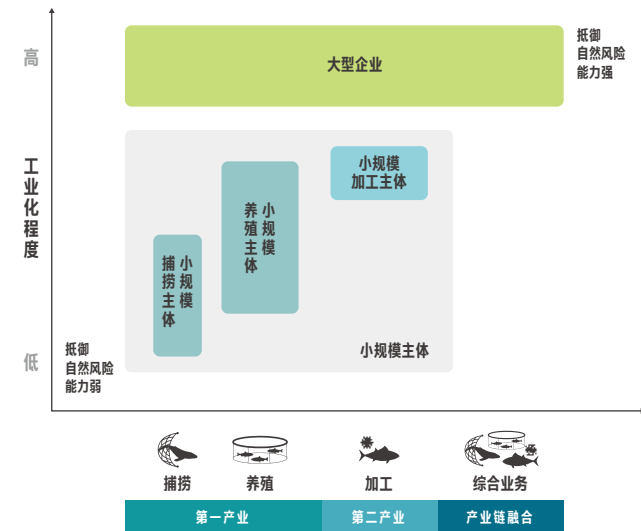 高
工业化程度
低
大型企业
抵御
自然风险
能力强
小规模
加工主体
小规模
养殖主体
小规模
捕捞主体
小规模主体
抵御
自然风险
能力弱
捕捞
养殖
加工
综合业务
第一产业
第二产业
产业链融合